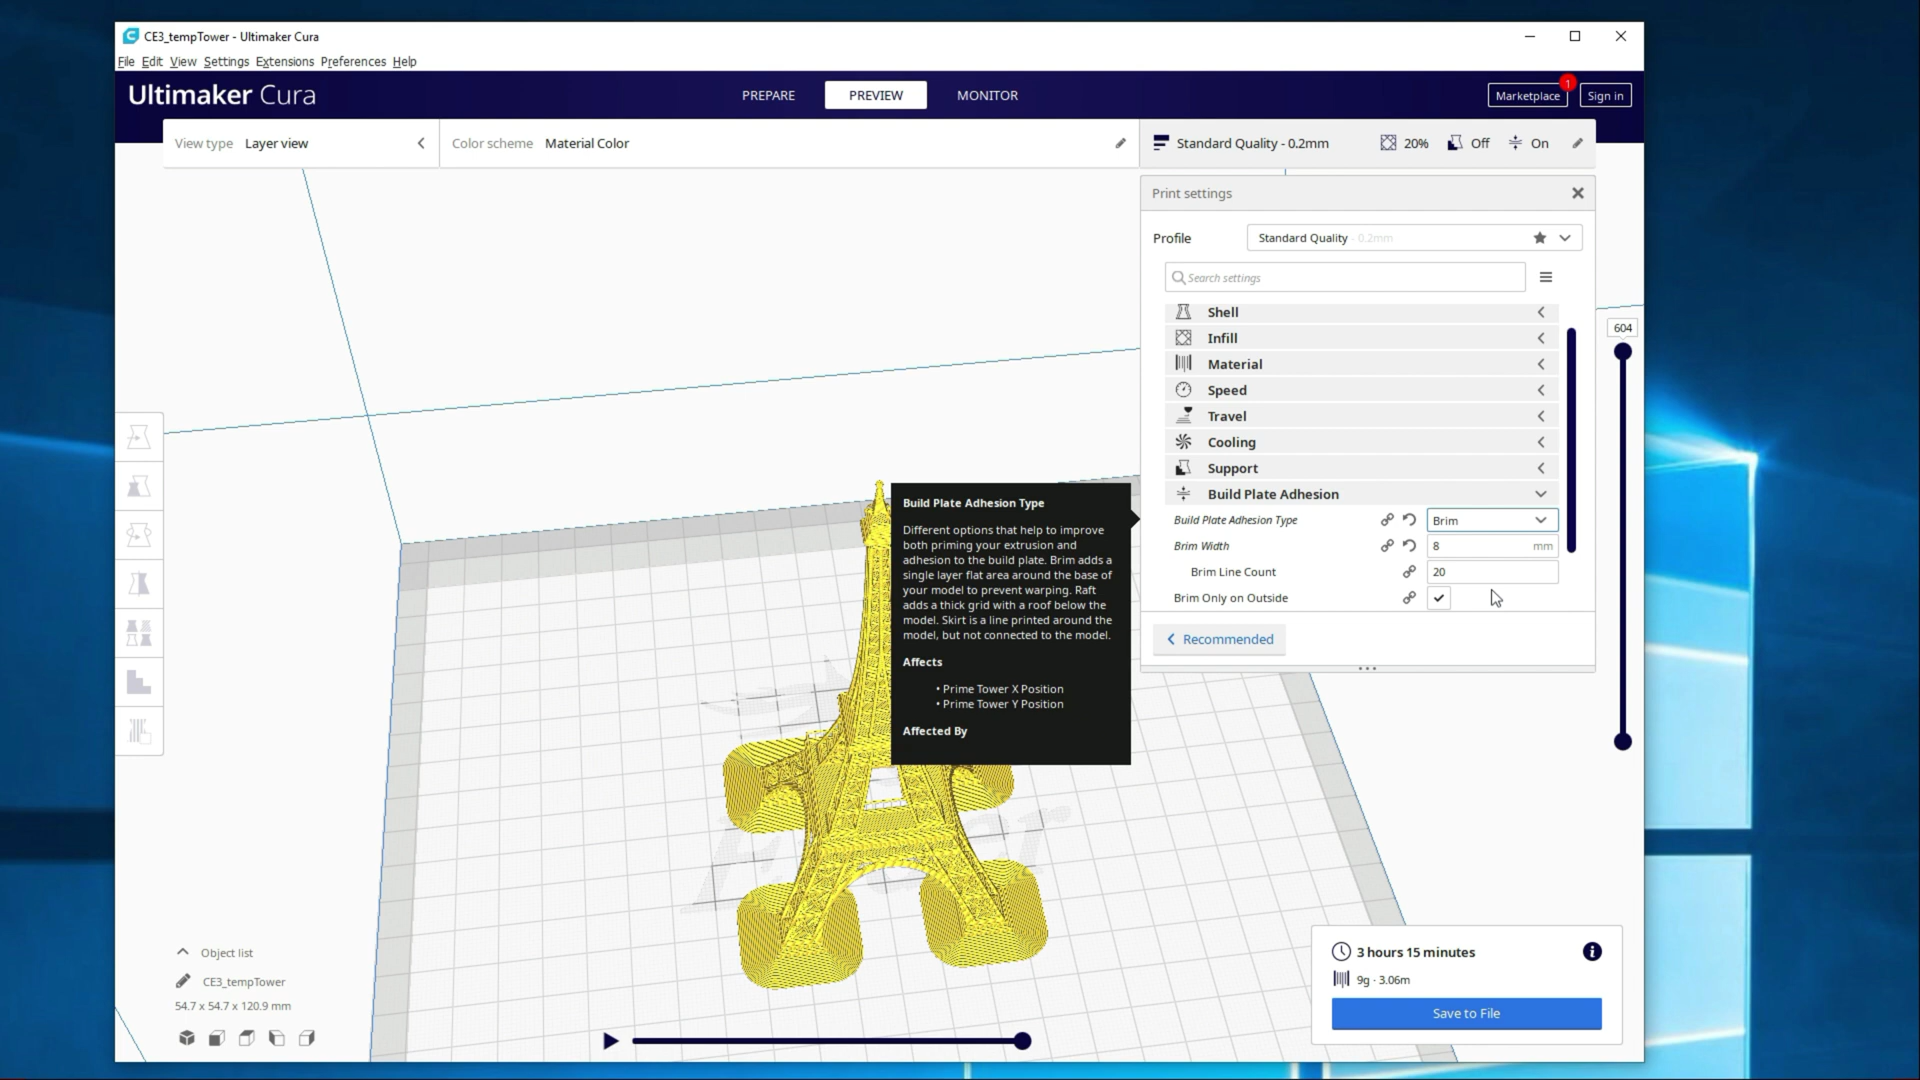 CE3_tempTower - Ultimaker Cura
File Edit View Settings Extensions Preferences Help
Ultimaker Cura
PREPARE
PREVIEW
MONITOR
1
Marketplace
Sign in
View type Layer view
Color scheme Material Color
Standard Quality - 0.2mm
20%
Off
On
Print settings
Profile
Standard Quality - 0.2mm
Search settings
Shell
Infill
Material
Speed
Travel
Cooling
Support
Build Plate Adhesion
Build Plate Adhesion Type
Brim
Brim Width
8 mm
Brim Line Count
20
Brim Only on Outside
Recommended
604
Build Plate Adhesion Type
Different options that help to improve
both priming your extrusion and
adhesion to the build plate. Brim adds a
single layer flat area around the base of
your model to prevent warping. Raft
adds a thick grid with a roof below the
model. Skirt is a line printed around the
model, but not connected to the model.
Affects
• Prime Tower X Position
• Prime Tower Y Position
Affected By
Object list
CE3_tempTower
54.7 x 54.7 x 120.9 mm
3 hours 15 minutes
9g · 3.06m
Save to File